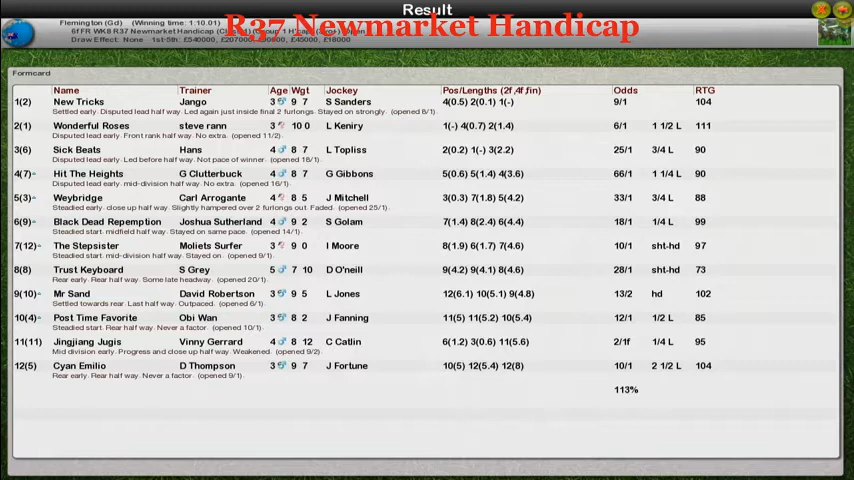 Result
Flemington (Gd) (Winning time: 1:10.01)
R37 Newmarket Handicap
6f FR WK8 R37 Newmarket Handicap
Draw Effect: None 1st-5th: £540000, £207000, £45000, £18000
Formcard
Name Trainer Age Wgt Jockey Pos/Lengths (2f,4f,fin) Odds RTG
1(2) New Tricks Jango 3 9 7 S Sanders 4(0.5) 2(0.1) 1(-) 9/1 104
Settled early. Disputed lead half way. Led again just inside final 2 furlongs. Stayed on strongly. (opened 8/1)
2(1) Wonderful Roses steve rann 3 10 0 L Keniry 1(-) 4(0.7) 2(1.4) 6/1 1 1/2 L 111
Disputed lead early. Front rank half way. No extra. (opened 11/2)
3(6) Sick Beats Hans 4 8 7 L Topliss 2(0.2) 1(-) 3(2.2) 25/1 3/4 L 90
Disputed lead early. Led before half way. Not pace of winner. (opened 18/1)
4(7) Hit The Heights G Clutterbuck 4 8 7 G Gibbons 5(0.6) 5(1.4) 4(3.6) 66/1 1 1/4 L 90
Disputed lead early. mid-division half way. No extra. (opened 16/1)
5(3) Weybridge Carl Arrogante 4 8 5 J Mitchell 3(0.3) 7(1.8) 5(4.2) 33/1 3/4 L 88
Steadied early. close up half way. Slightly hampered over 2 furlongs out. Faded. (opened 25/1)
6(9) Black Dead Repemption Joshua Sutherland 4 9 2 S Golam 7(1.4) 8(2.4) 6(4.4) 18/1 1/4 L 99
Steadied start. midfield half way. Stayed on same pace. (opened 14/1)
7(12) The Stepsister Moliets Surfer 3 9 0 I Moore 8(1.9) 6(1.7) 7(4.6) 10/1 sht-hd 97
Steadied start. mid-division half way. Stayed on. (opened 9/1)
8(8) Trust Keyboard S Grey 5 7 10 D O'neill 9(4.2) 9(4.1) 8(4.6) 28/1 sht-hd 73
Rear early. Rear half way. Some late headway. (opened 20/1)
9(10) Mr Sand David Robertson 3 9 5 L Jones 12(6.1) 10(5.1) 9(4.8) 13/2 hd 102
Settled towards rear. Last half way. Outpaced. (opened 6/1)
10(4) Post Time Favorite Obi Wan 3 8 2 J Fanning 11(5) 11(5.2) 10(5.4) 12/1 1/2 L 85
Steadied start. Rear half way. Never a factor. (opened 10/1)
11(11) Jingjiang Jugis Vinny Gerrard 4 8 12 C Catlin 6(1.2) 3(0.6) 11(5.6) 2/1f 1/4 L 95
Mid division early. Progress and close up half way. Weakened. (opened 9/2)
12(5) Cyan Emilio D Thompson 3 9 7 J Fortune 10(5) 12(5.4) 12(8) 10/1 2 1/2 L 104
Rear early. Rear half way. Never a factor. (opened 9/1)
113%